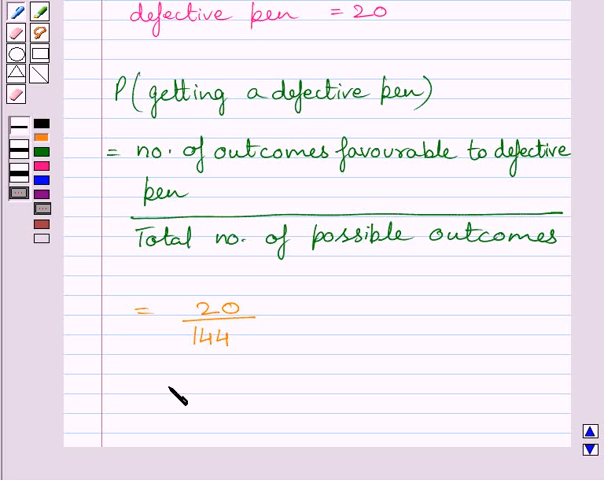 defective pen = 20
P(getting a defective pen)
= no. of outcomes favourable to defective
pen
Total no. of possible outcomes
= 20
144